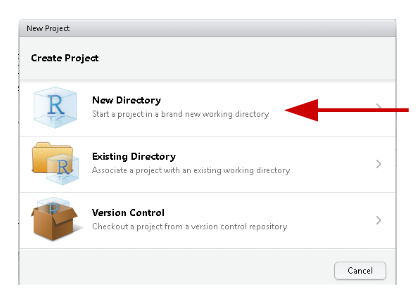 New Project
Create Project
R
New Directory
Start a project in a brand new working directory
R
Existing Directory
Associate a project with an existing working directory
R
Version Control
Checkout a project from a version control repository
Cancel